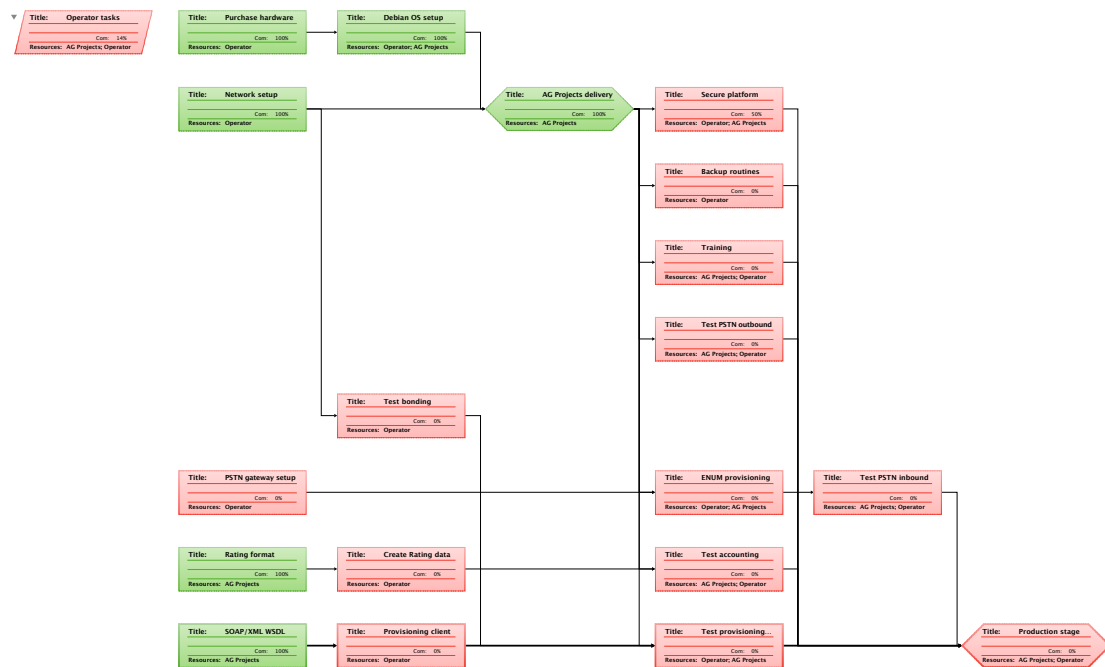 Title: Operator tasks
Com: 14%
Resources: AG Projects; Operator
Title: Purchase hardware
Com: 100%
Resources: Operator
Title: Debian OS setup
Com: 100%
Resources: Operator; AG Projects
Title: Network setup
Com: 100%
Resources: Operator
Title: AG Projects delivery
Com: 100%
Resources: AG Projects
Title: Secure platform
Com: 50%
Resources: Operator; AG Projects
Title: Backup routines
Com: 0%
Resources: Operator
Title: Training
Com: 0%
Resources: AG Projects; Operator
Title: Test PSTN outbound
Com: 0%
Resources: AG Projects; Operator
Title: Test bonding
Com: 0%
Resources: Operator
Title: PSTN gateway setup
Com: 0%
Resources: Operator
Title: ENUM provisioning
Com: 0%
Resources: Operator; AG Projects
Title: Test PSTN inbound
Com: 0%
Resources: AG Projects; Operator
Title: Rating format
Com: 100%
Resources: AG Projects
Title: Create Rating data
Com: 0%
Resources: Operator
Title: Test accounting
Com: 0%
Resources: AG Projects; Operator
Title: SOAP/XML WSDL
Com: 100%
Resources: AG Projects
Title: Provisioning client
Com: 0%
Resources: Operator
Title: Test provisioning...
Com: 0%
Resources: Operator; AG Projects
Title: Production stage
Com: 0%
Resources: AG Projects; Operator